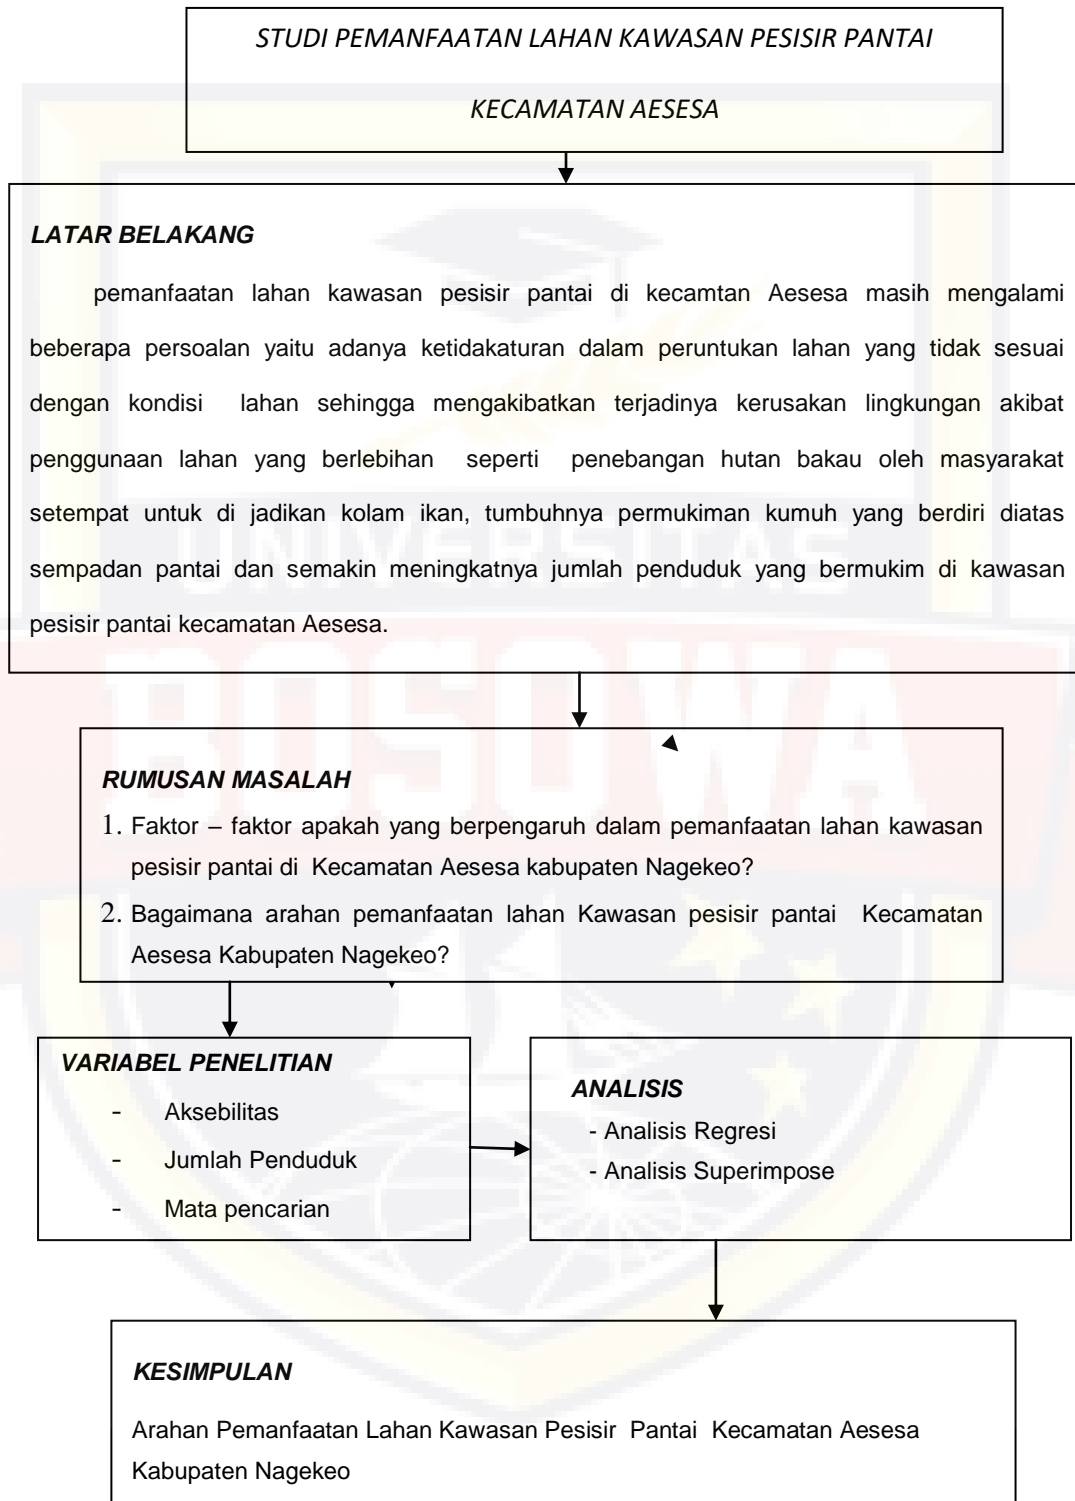 STUDI PEMANFAATAN LAHAN KAWASAN PESISIR PANTAI
KECAMATAN AESESA
LATAR BELAKANG
pemanfaatan lahan kawasan pesisir pantai di kecamtan Aesesa masih mengalami
beberapa persoalan yaitu adanya ketidakaturan dalam peruntukan lahan yang tidak sesuai
dengan kondisi lahan sehingga mengakibatkan terjadinya kerusakan lingkungan akibat
penggunaan lahan yang berlebihan seperti penebangan hutan bakau oleh masyarakat
setempat untuk di jadikan kolam ikan, tumbuhnya permukiman kumuh yang berdiri diatas
sempadan pantai dan semakin meningkatnya jumlah penduduk yang bermukim di kawasan
pesisir pantai kecamatan Aesesa.
UNIVERSITAS
BOSOWA
RUMUSAN MASALAH
1. Faktor – faktor apakah yang berpengaruh dalam pemanfaatan lahan kawasan
pesisir pantai di Kecamatan Aesesa kabupaten Nagekeo?
2. Bagaimana arahan pemanfaatan lahan Kawasan pesisir pantai Kecamatan
Aesesa Kabupaten Nagekeo?
VARIABEL PENELITIAN
- Aksebilitas
- Jumlah Penduduk
- Mata pencarian
ANALISIS
- Analisis Regresi
- Analisis Superimpose
KESIMPULAN
Arahan Pemanfaatan Lahan Kawasan Pesisir Pantai Kecamatan Aesesa
Kabupaten Nagekeo